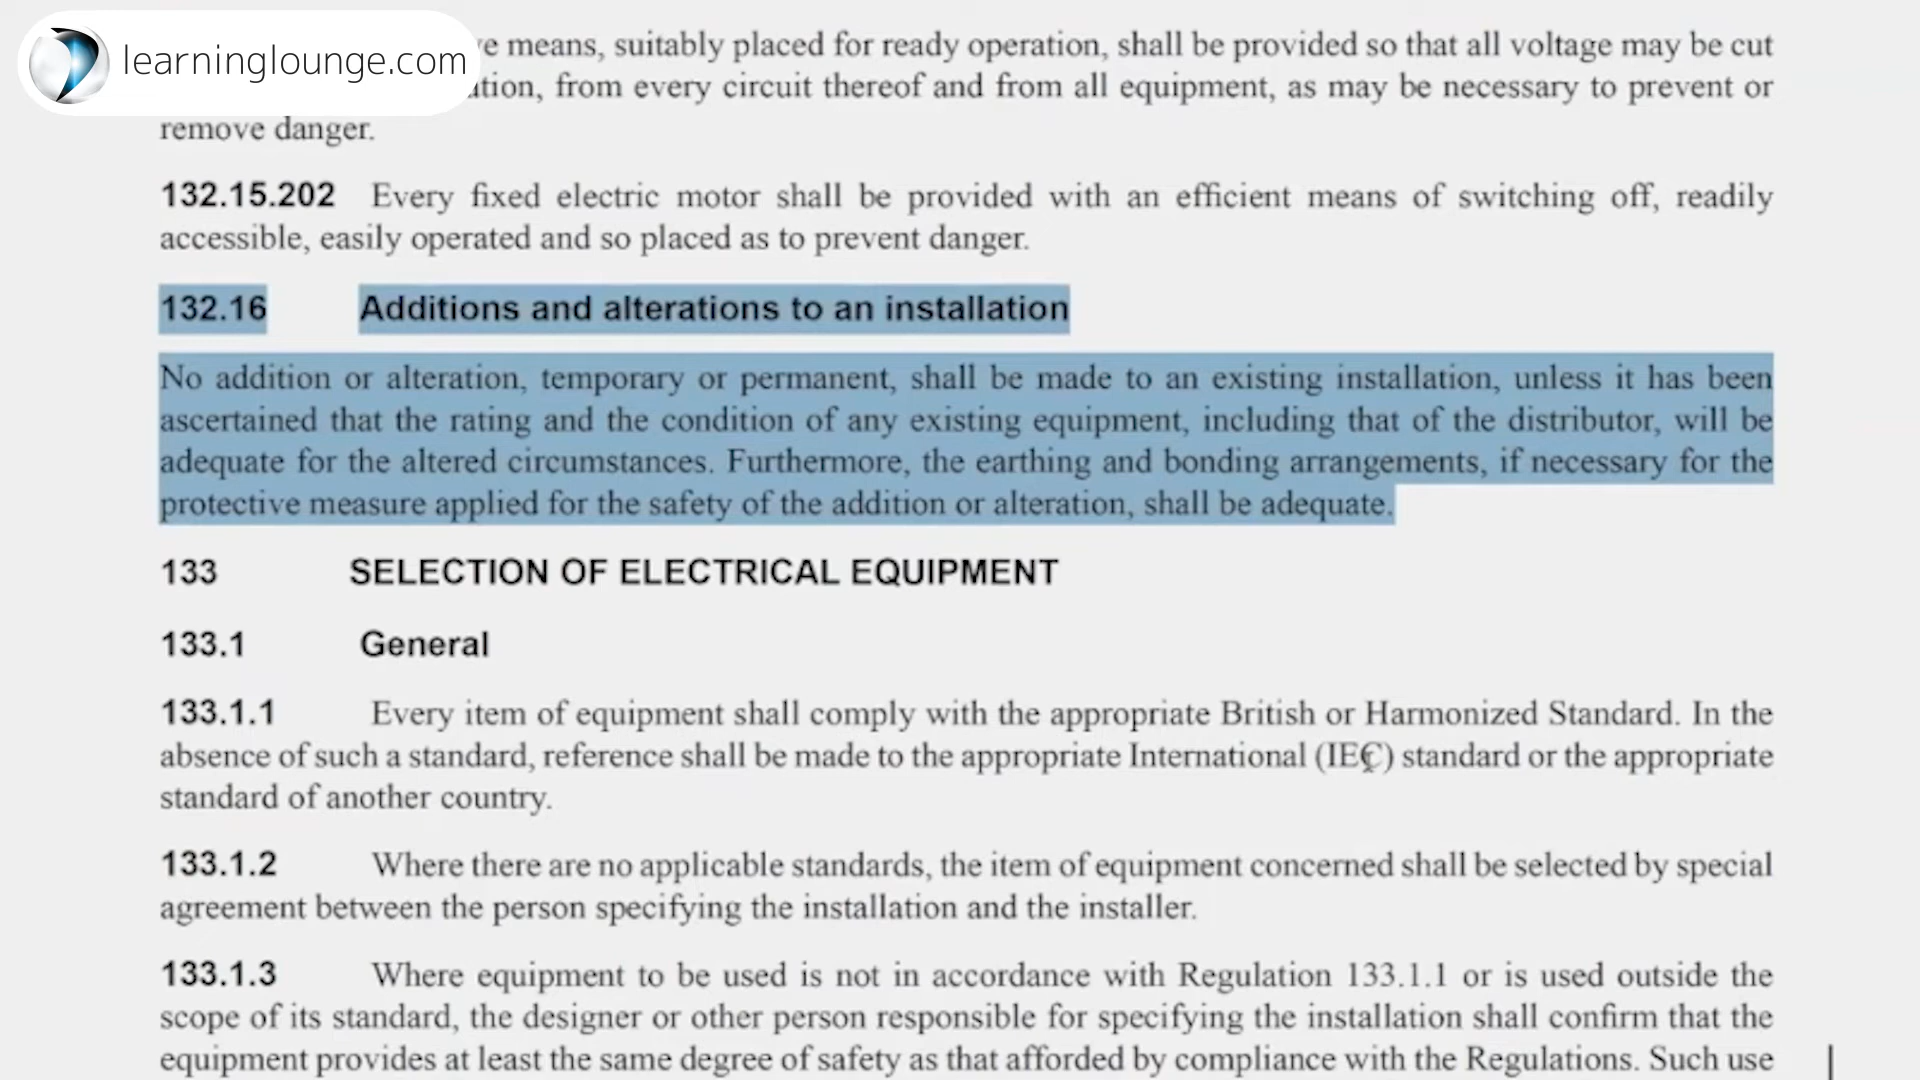 learninglounge.com
means, suitably placed for ready operation, shall be provided so that all voltage may be cut
from every circuit thereof and from all equipment, as may be necessary to prevent or
remove danger.
132.15.202 Every fixed electric motor shall be provided with an efficient means of switching off, readily
accessible, easily operated and so placed as to prevent danger.
132.16 Additions and alterations to an installation
No addition or alteration, temporary or permanent, shall be made to an existing installation, unless it has been
ascertained that the rating and the condition of any existing equipment, including that of the distributor, will be
adequate for the altered circumstances. Furthermore, the earthing and bonding arrangements, if necessary for the
protective measure applied for the safety of the addition or alteration, shall be adequate.
133 SELECTION OF ELECTRICAL EQUIPMENT
133.1 General
133.1.1 Every item of equipment shall comply with the appropriate British or Harmonized Standard. In the
absence of such a standard, reference shall be made to the appropriate International (IEC) standard or the appropriate
standard of another country.
133.1.2 Where there are no applicable standards, the item of equipment concerned shall be selected by special
agreement between the person specifying the installation and the installer.
133.1.3 Where equipment to be used is not in accordance with Regulation 133.1.1 or is used outside the
scope of its standard, the designer or other person responsible for specifying the installation shall confirm that the
equipment provides at least the same degree of safety as that afforded by compliance with the Regulations. Such use